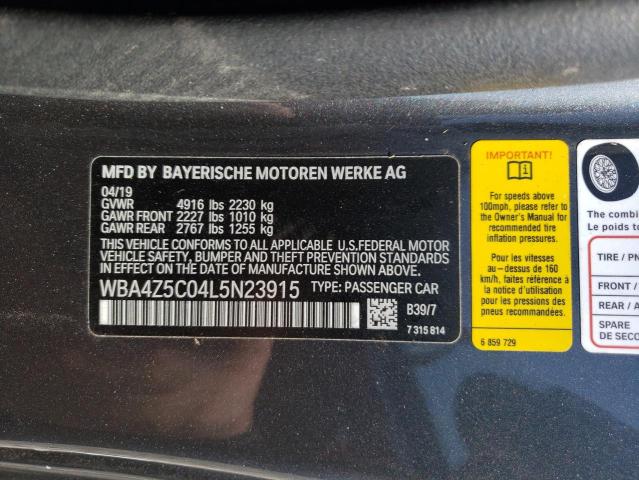 MFD BY BAYERISCHE MOTOREN WERKE AG
04/19
GVWR 4916 lbs 2230 kg
GAWR FRONT 2227 lbs 1010 kg
GAWR REAR 2767 lbs 1255 kg
THIS VEHICLE CONFORMS TO ALL APPLICABLE U.S.FEDERAL MOTOR
VEHICLE SAFETY, BUMPER AND THEFT PREVENTION STANDARDS
IN EFFECT ON THE DATE OF MANUFACTURE SHOWN ABOVE.
WBA4Z5C04L5N23915 TYPE: PASSENGER CAR
B39/7
7 315 814
IMPORTANT!
For speeds above
100mph, please refer to
the Owner's Manual for
recommended tire
inflation pressures.
Pour les vitesses
au-dessus de 160
km/h, faites référence à
la notice d'utilisation
pour les pressions des
pneus recommandées.
6 859 729
The combi
Le poids to
TIRE / PN
FRONT /
REAR / A
SPARE
DE SECO